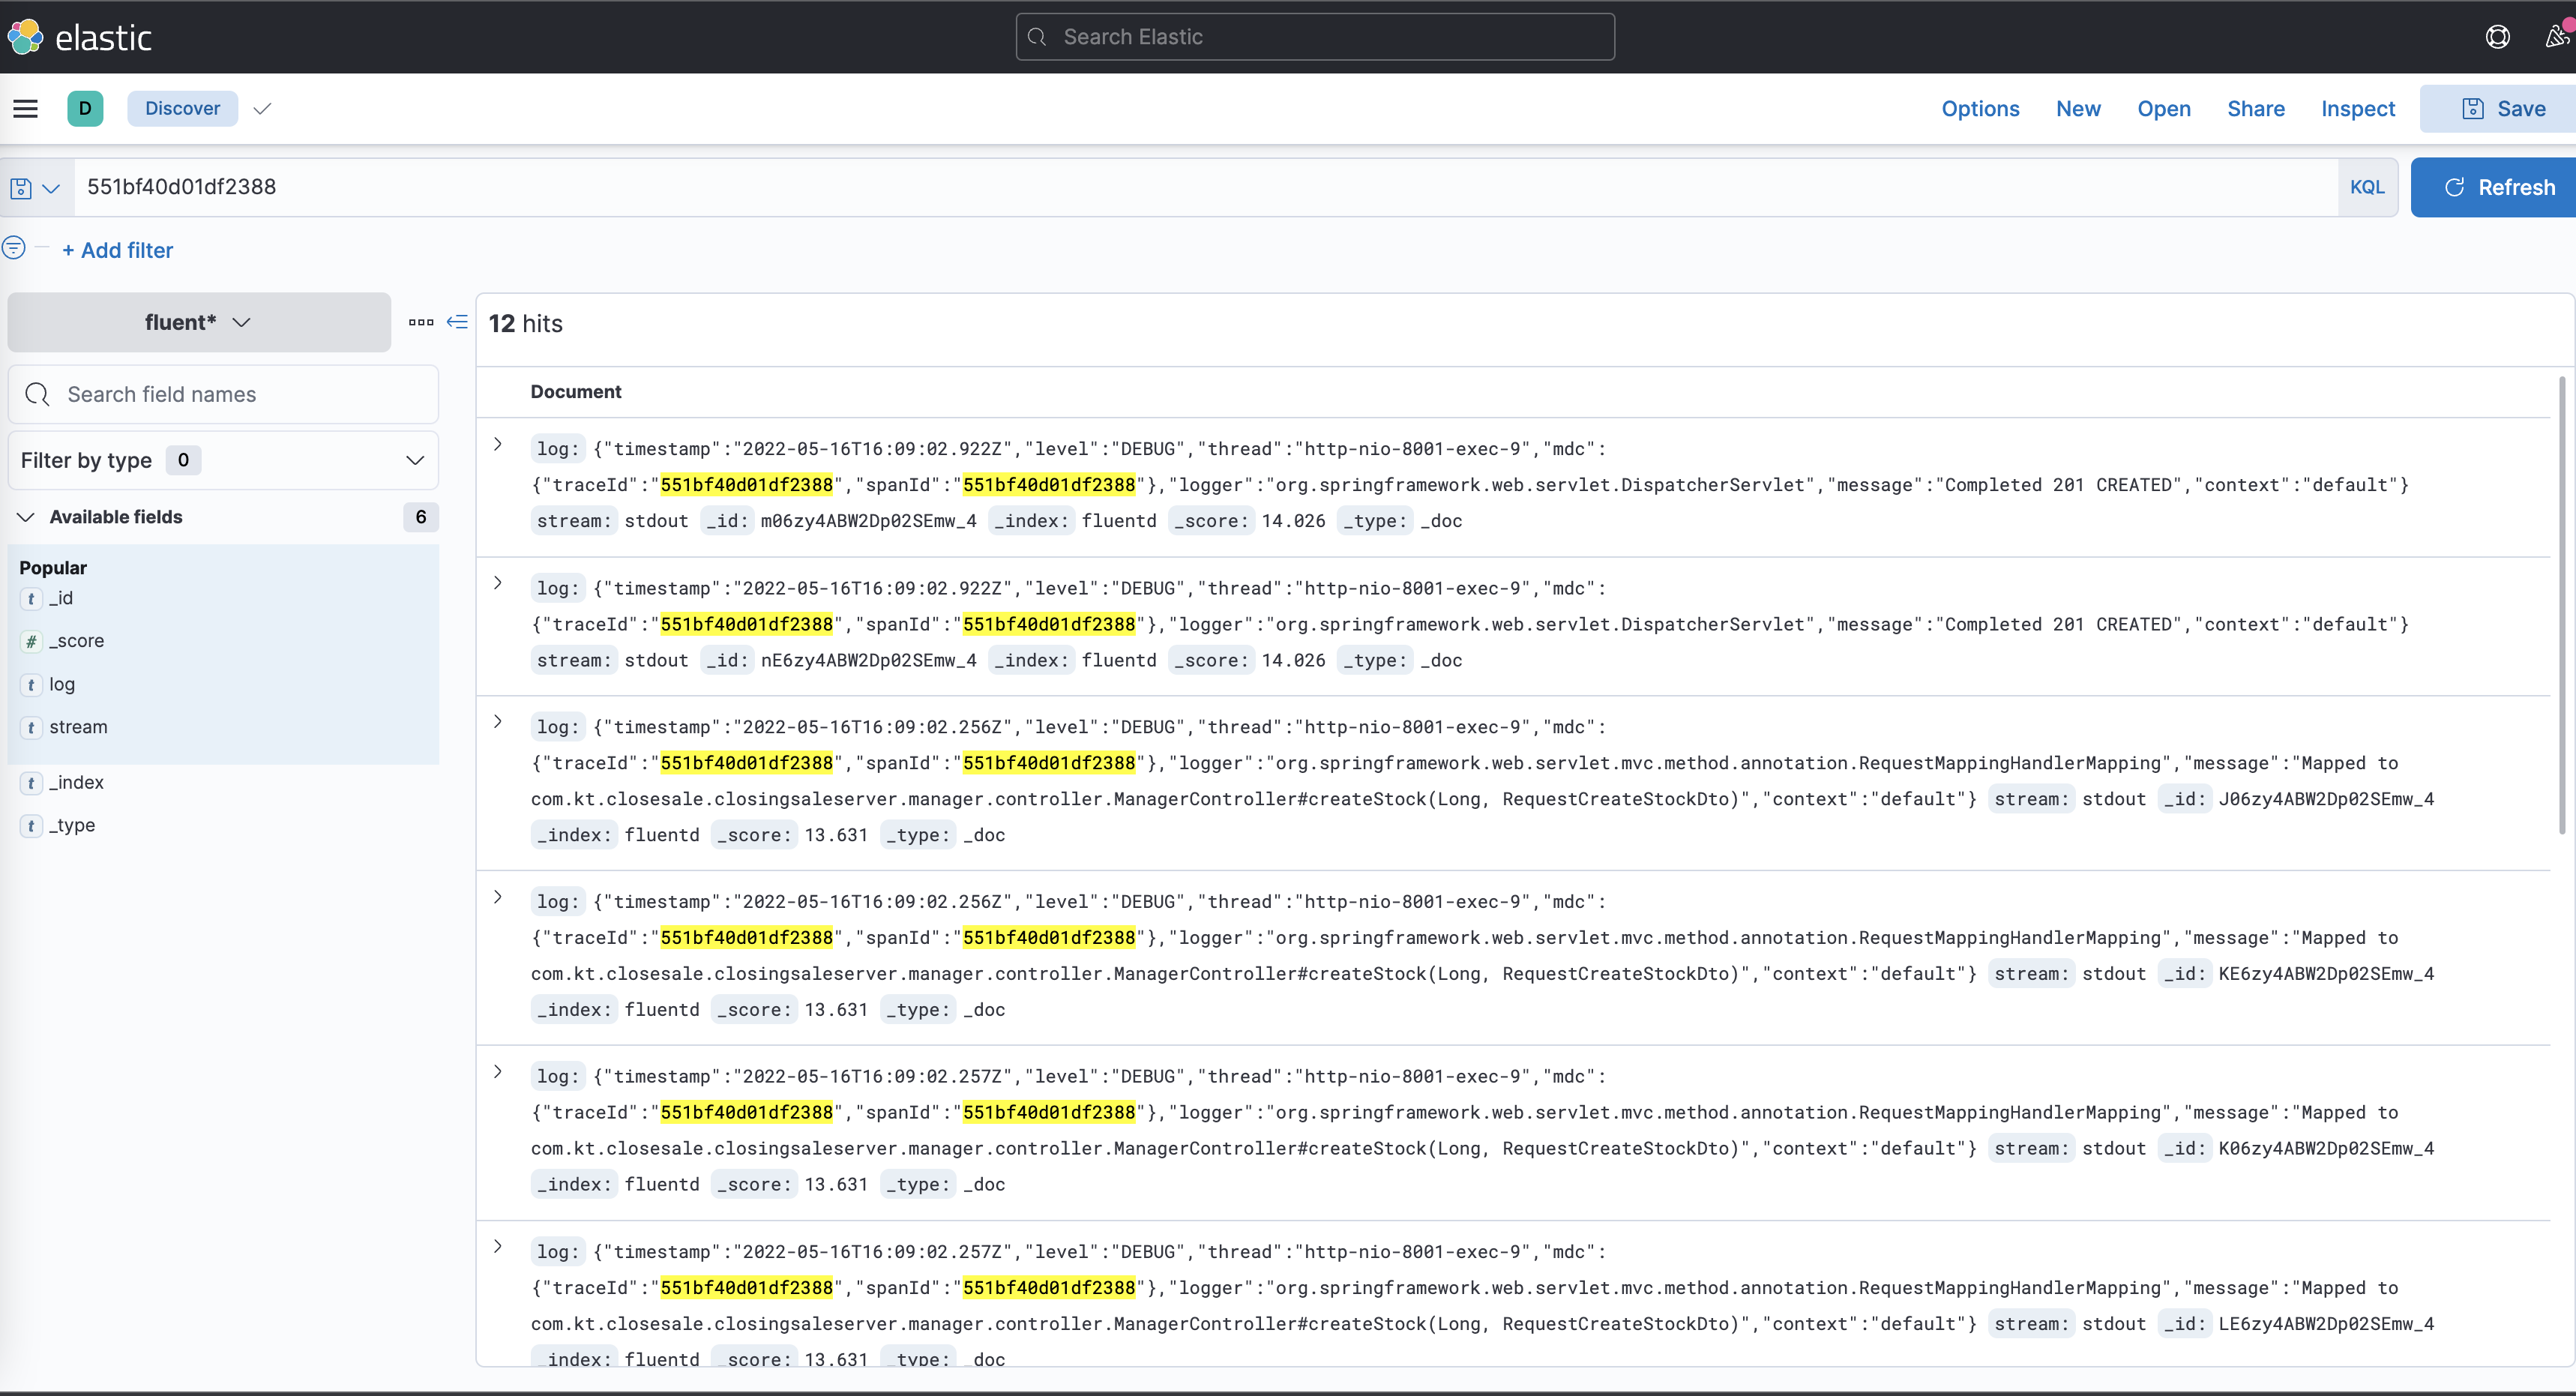 elastic
Search Elastic
D Discover
Options New Open Share Inspect Save
551bf40d01df2388
KQL
Refresh
+ Add filter
fluent*
12 hits
Search field names
Filter by type 0
Available fields 6
Popular
t _id
# _score
t log
t stream
t _index
t _type
Document
log: {"timestamp":"2022-05-16T16:09:02.922Z","level":"DEBUG","thread":"http-nio-8001-exec-9","mdc":
{"traceId":"551bf40d01df2388","spanId":"551bf40d01df2388"},"logger":"org.springframework.web.servlet.DispatcherServlet","message":"Completed 201 CREATED","context":"default"}
stream: stdout _id: m06zy4ABW2Dp02SEmw_4 _index: fluentd _score: 14.026 _type: _doc
log: {"timestamp":"2022-05-16T16:09:02.922Z","level":"DEBUG","thread":"http-nio-8001-exec-9","mdc":
{"traceId":"551bf40d01df2388","spanId":"551bf40d01df2388"},"logger":"org.springframework.web.servlet.DispatcherServlet","message":"Completed 201 CREATED","context":"default"}
stream: stdout _id: nE6zy4ABW2Dp02SEmw_4 _index: fluentd _score: 14.026 _type: _doc
log: {"timestamp":"2022-05-16T16:09:02.256Z","level":"DEBUG","thread":"http-nio-8001-exec-9","mdc":
{"traceId":"551bf40d01df2388","spanId":"551bf40d01df2388"},"logger":"org.springframework.web.servlet.mvc.method.annotation.RequestMappingHandlerMapping","message":"Mapped to
com.kt.closesale.closingsaleserver.manager.controller.ManagerController#createStock(Long, RequestCreateStockDto)","context":"default"} stream: stdout _id: J06zy4ABW2Dp02SEmw_4
_index: fluentd _score: 13.631 _type: _doc
log: {"timestamp":"2022-05-16T16:09:02.256Z","level":"DEBUG","thread":"http-nio-8001-exec-9","mdc":
{"traceId":"551bf40d01df2388","spanId":"551bf40d01df2388"},"logger":"org.springframework.web.servlet.mvc.method.annotation.RequestMappingHandlerMapping","message":"Mapped to
com.kt.closesale.closingsaleserver.manager.controller.ManagerController#createStock(Long, RequestCreateStockDto)","context":"default"} stream: stdout _id: KE6zy4ABW2Dp02SEmw_4
_index: fluentd _score: 13.631 _type: _doc
log: {"timestamp":"2022-05-16T16:09:02.257Z","level":"DEBUG","thread":"http-nio-8001-exec-9","mdc":
{"traceId":"551bf40d01df2388","spanId":"551bf40d01df2388"},"logger":"org.springframework.web.servlet.mvc.method.annotation.RequestMappingHandlerMapping","message":"Mapped to
com.kt.closesale.closingsaleserver.manager.controller.ManagerController#createStock(Long, RequestCreateStockDto)","context":"default"} stream: stdout _id: K06zy4ABW2Dp02SEmw_4
_index: fluentd _score: 13.631 _type: _doc
log: {"timestamp":"2022-05-16T16:09:02.257Z","level":"DEBUG","thread":"http-nio-8001-exec-9","mdc":
{"traceId":"551bf40d01df2388","spanId":"551bf40d01df2388"},"logger":"org.springframework.web.servlet.mvc.method.annotation.RequestMappingHandlerMapping","message":"Mapped to
com.kt.closesale.closingsaleserver.manager.controller.ManagerController#createStock(Long, RequestCreateStockDto)","context":"default"} stream: stdout _id: LE6zy4ABW2Dp02SEmw_4
_index: fluentd _score: 13.631 _type: _doc